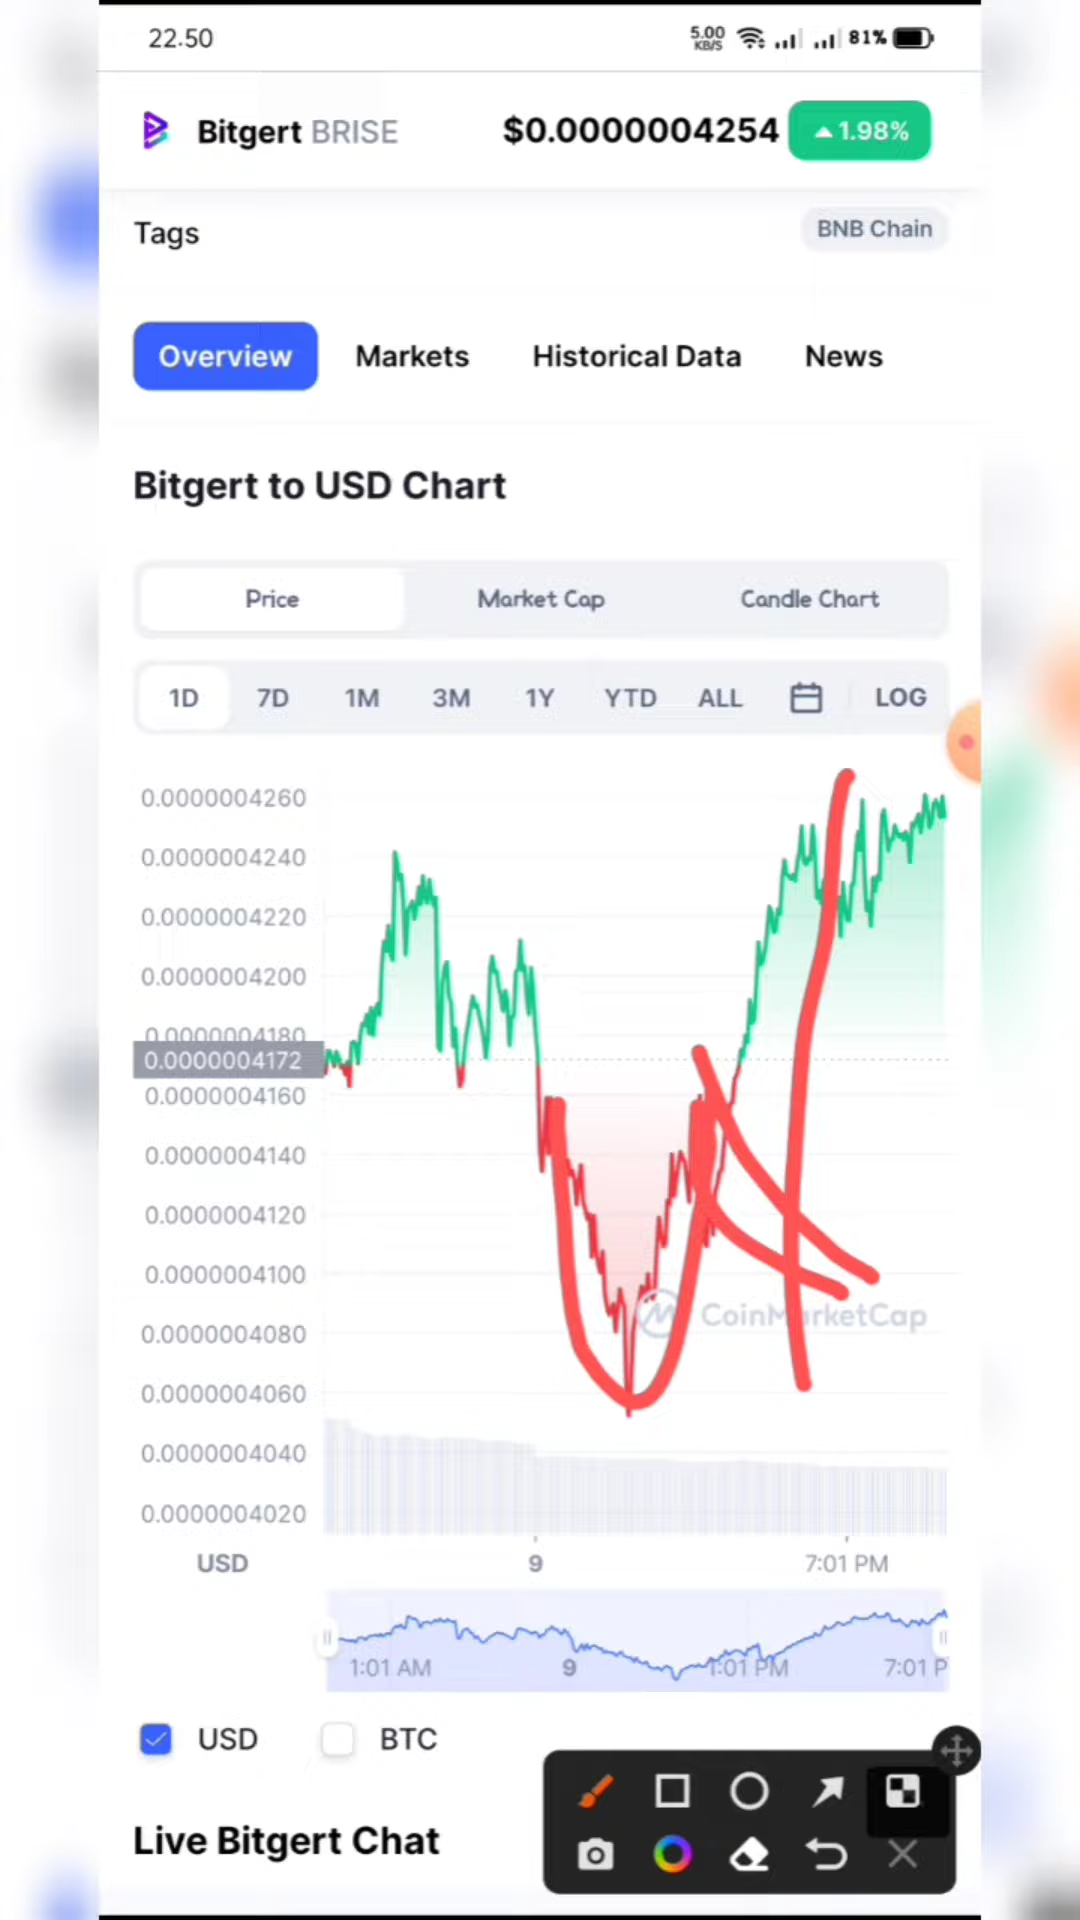 22.50 5.00 KB/S 81%
Bitgert BRISE $0.0000004254 1.98%
Tags BNB Chain
Overview Markets Historical Data News
Bitgert to USD Chart
Price Market Cap Candle Chart
1D 7D 1M 3M 1Y YTD ALL LOG
0.0000004260
0.0000004240
0.0000004220
0.0000004200
0.0000004180
0.0000004172
0.0000004160
0.0000004140
0.0000004120
0.0000004100
CoinMarketCap
0.0000004080
0.0000004060
0.0000004040
0.0000004020
USD 9 7:01 PM
1:01 AM 9 1:01 PM 7:01 P
USD BTC
Live Bitgert Chat